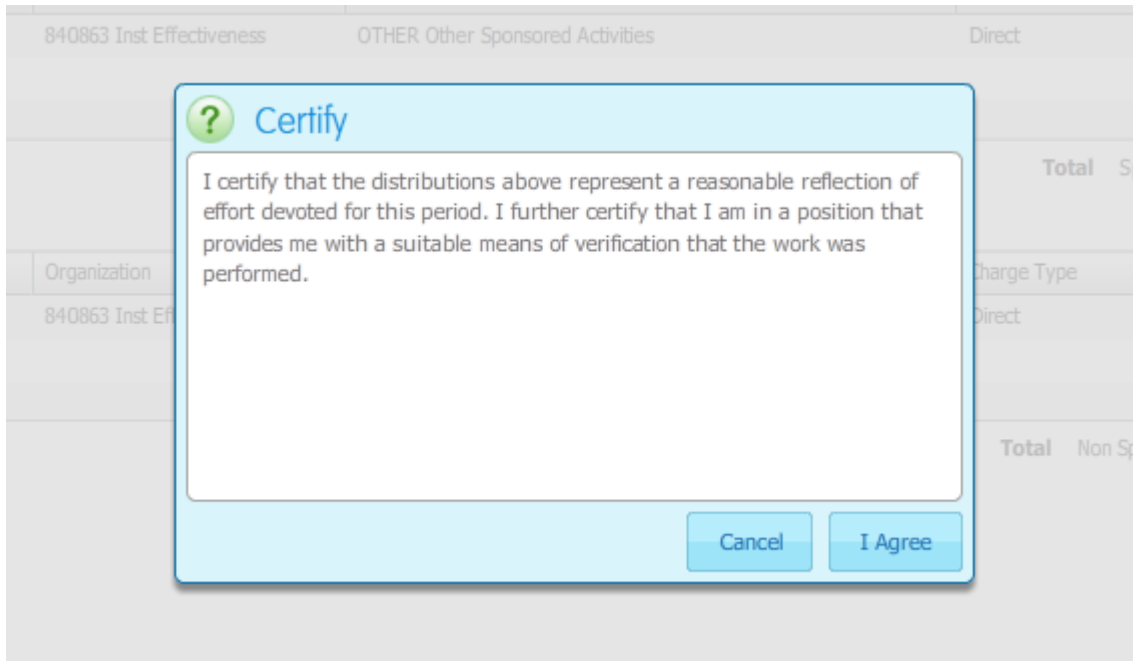 840863 Inst Effectiveness OTHER Other Sponsored Activities Direct
? Certify
I certify that the distributions above represent a reasonable reflection of
effort devoted for this period. I further certify that I am in a position that
provides me with a suitable means of verification that the work was
performed.
Total
Organization Charge Type
840863 Inst Direct
Total Non
Cancel I Agree